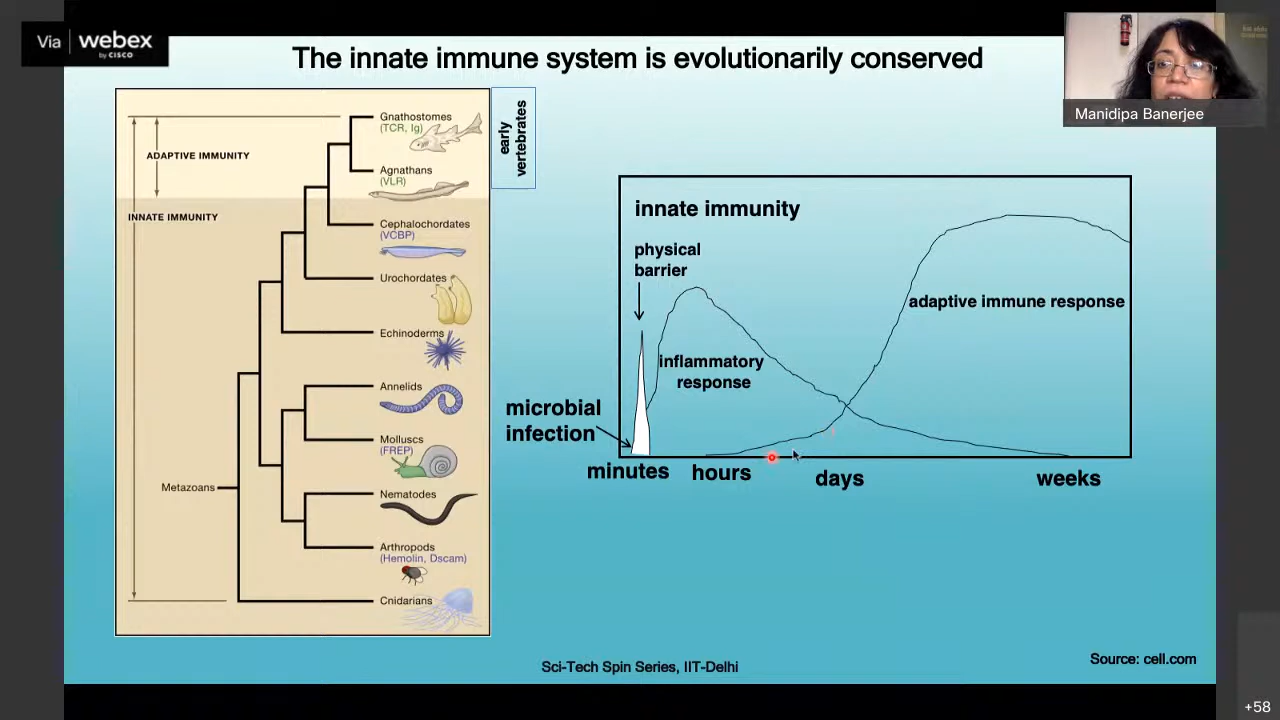 Via webex
by CISCO
The innate immune system is evolutionarily conserved
Manidipa Banerjee
Gnathostomes
(TCR, Ig)
early
vertebrates
ADAPTIVE IMMUNITY
Agnathans
(VLR)
INNATE IMMUNITY
Cephalochordates
(VCBP)
Urochordates
Echinoderms
Annelids
Molluscs
(FREP)
Metazoans
Nematodes
Arthropods
(Hemolin, Dscam)
Cnidarians
innate immunity
physical
barrier
adaptive immune response
inflammatory
response
microbial
infection
minutes
hours
days
weeks
Sci-Tech Spin Series, IIT-Delhi
Source: cell.com
+58